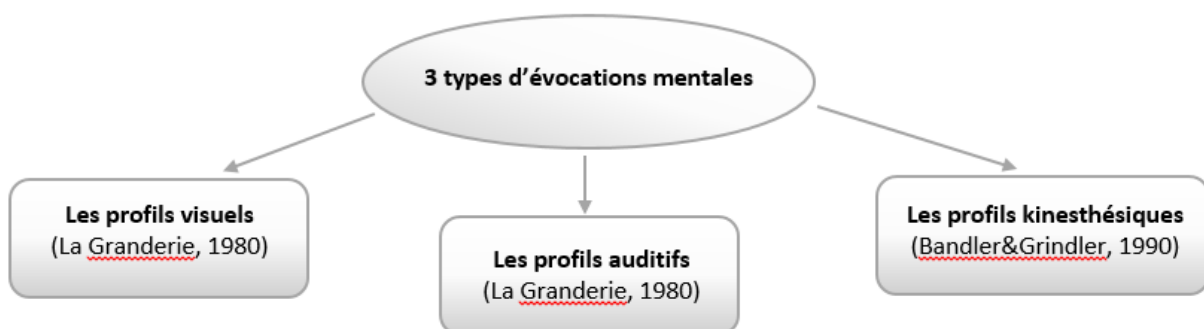 3 types d’évocations mentales
Les profils visuels
(La Granderie, 1980)
Les profils auditifs
(La Granderie, 1980)
Les profils kinesthésiques
(Bandler&Grindler, 1990)